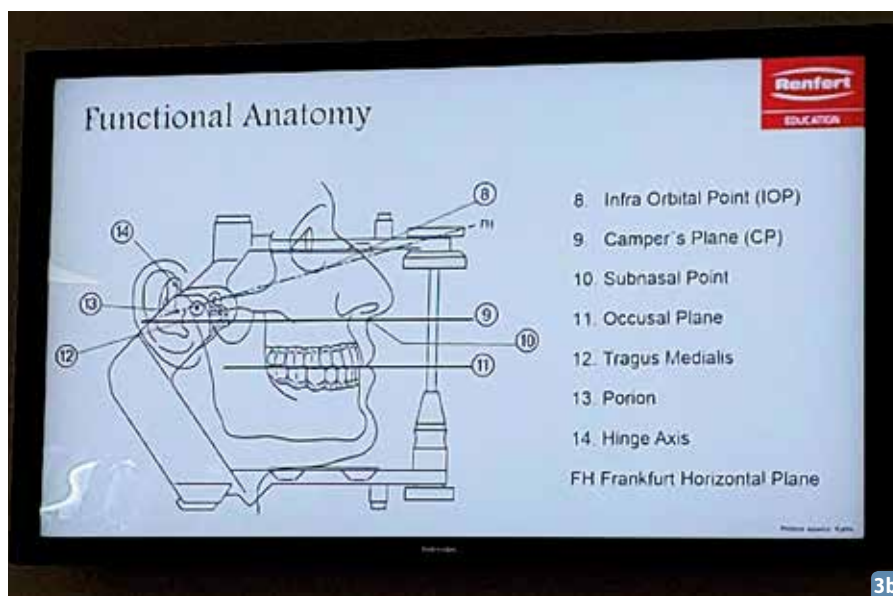 Functional Anatomy
Renfert
EDUCATION
8. Infra Orbital Point (IOP)
9. Camper´s Plane (CP)
10. Subnasal Point
11. Occusal Plane
12. Tragus Medialis
13. Porion
14. Hinge Axis
FH Frankfurt Horizontal Plane
8
FH
14
13
9
10
12
11
3b